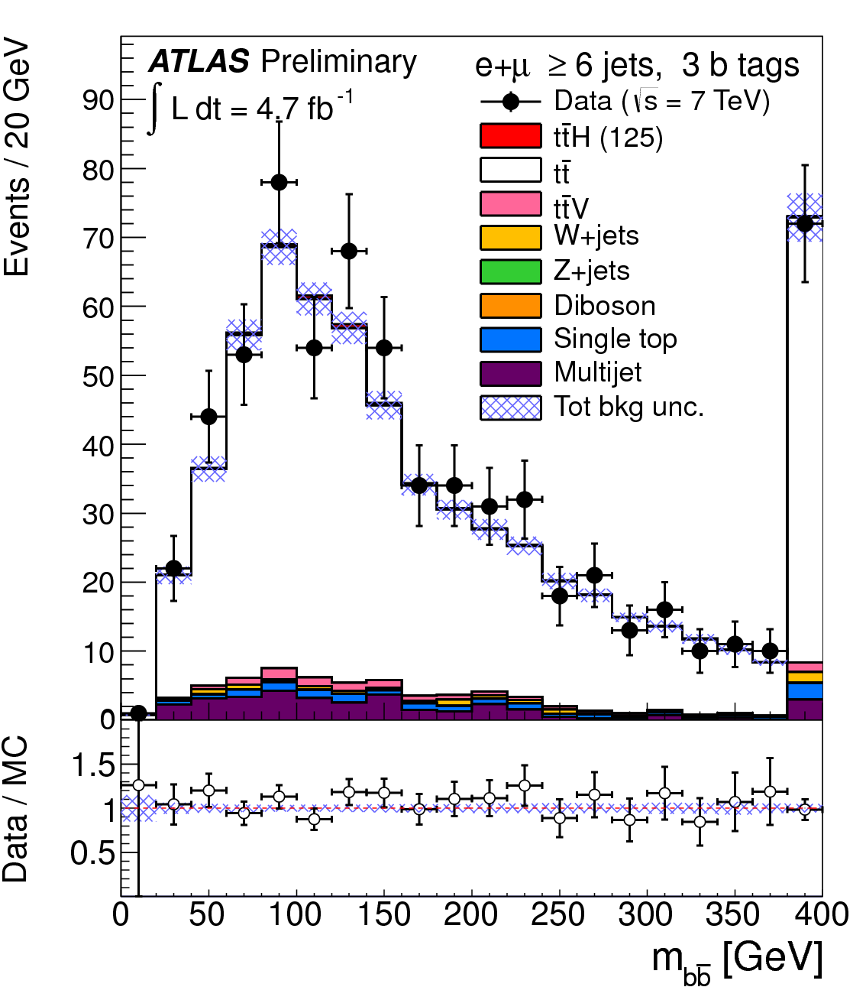 ATLAS Preliminary
∫ L dt = 4.7 fb⁻¹
e+μ ≥ 6 jets, 3 b tags
Data (√s = 7 TeV)
tt̄H (125)
tt̄
tt̄V
W+jets
Z+jets
Diboson
Single top
Multijet
Tot bkg unc.
Events / 20 GeV
90
80
70
60
50
40
30
20
10
0
Data / MC
1.5
1
0.5
0 50 100 150 200 250 300 350 400
m_bb̄ [GeV]